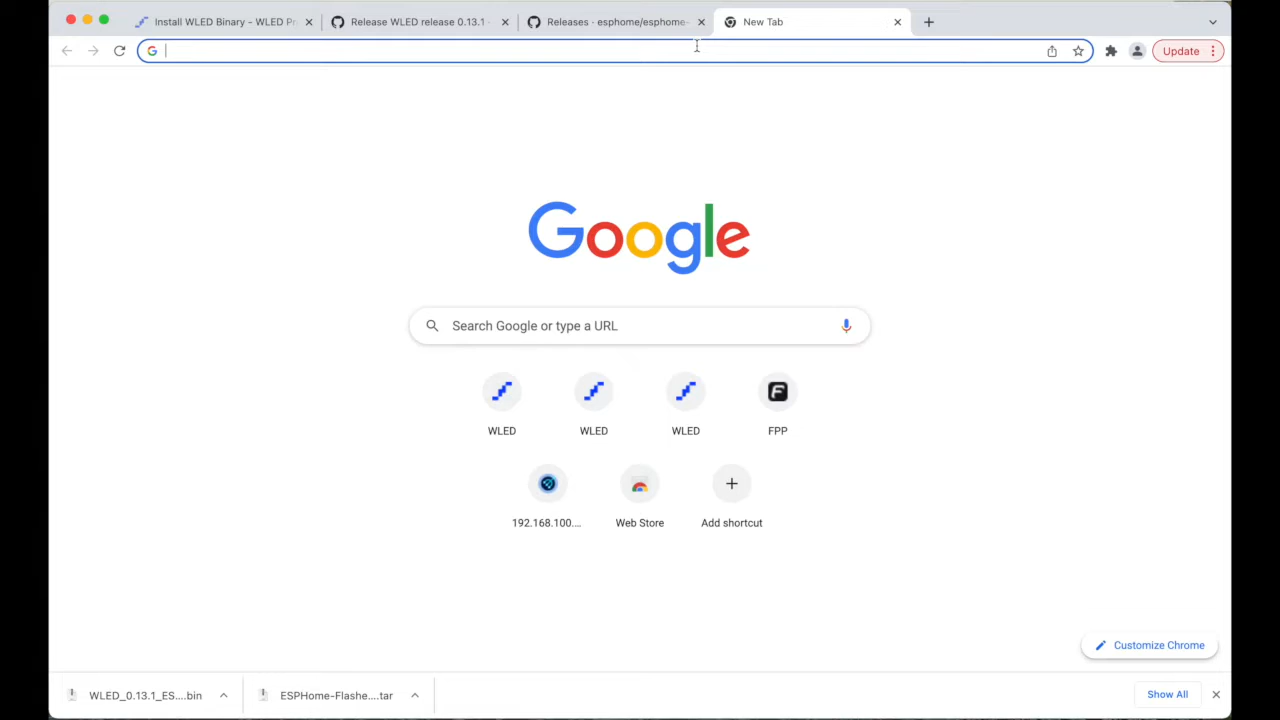 Install WLED Binary - WLED Pr
Release WLED release 0.13.1 ·
Releases · esphome/esphome-
New Tab
Update
Google
Search Google or type a URL
WLED
WLED
WLED
FPP
192.168.100....
Web Store
Add shortcut
Customize Chrome
WLED_0.13.1_ES....bin
ESPHome-Flashe....tar
Show All